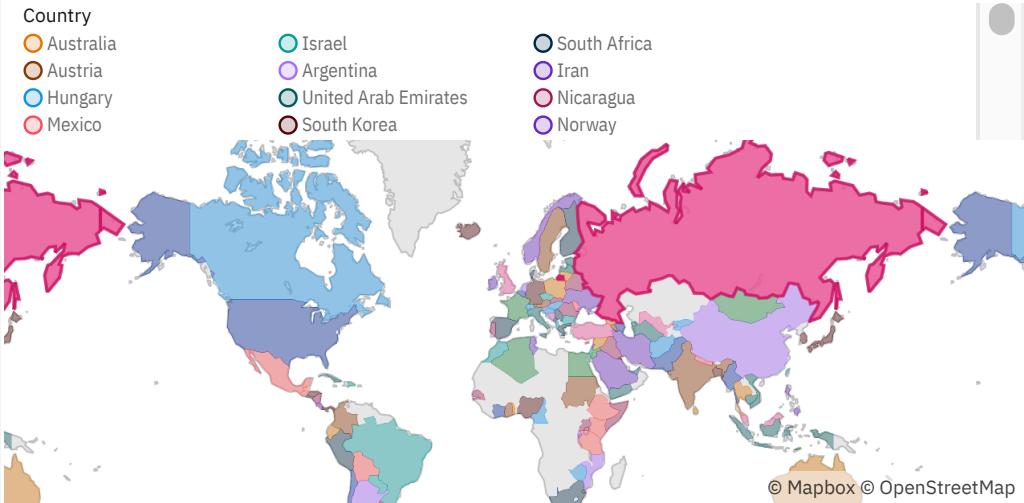 Country
Australia
Austria
Hungary
Mexico
Israel
Argentina
United Arab Emirates
South Korea
South Africa
Iran
Nicaragua
Norway
© Mapbox © OpenStreetMap